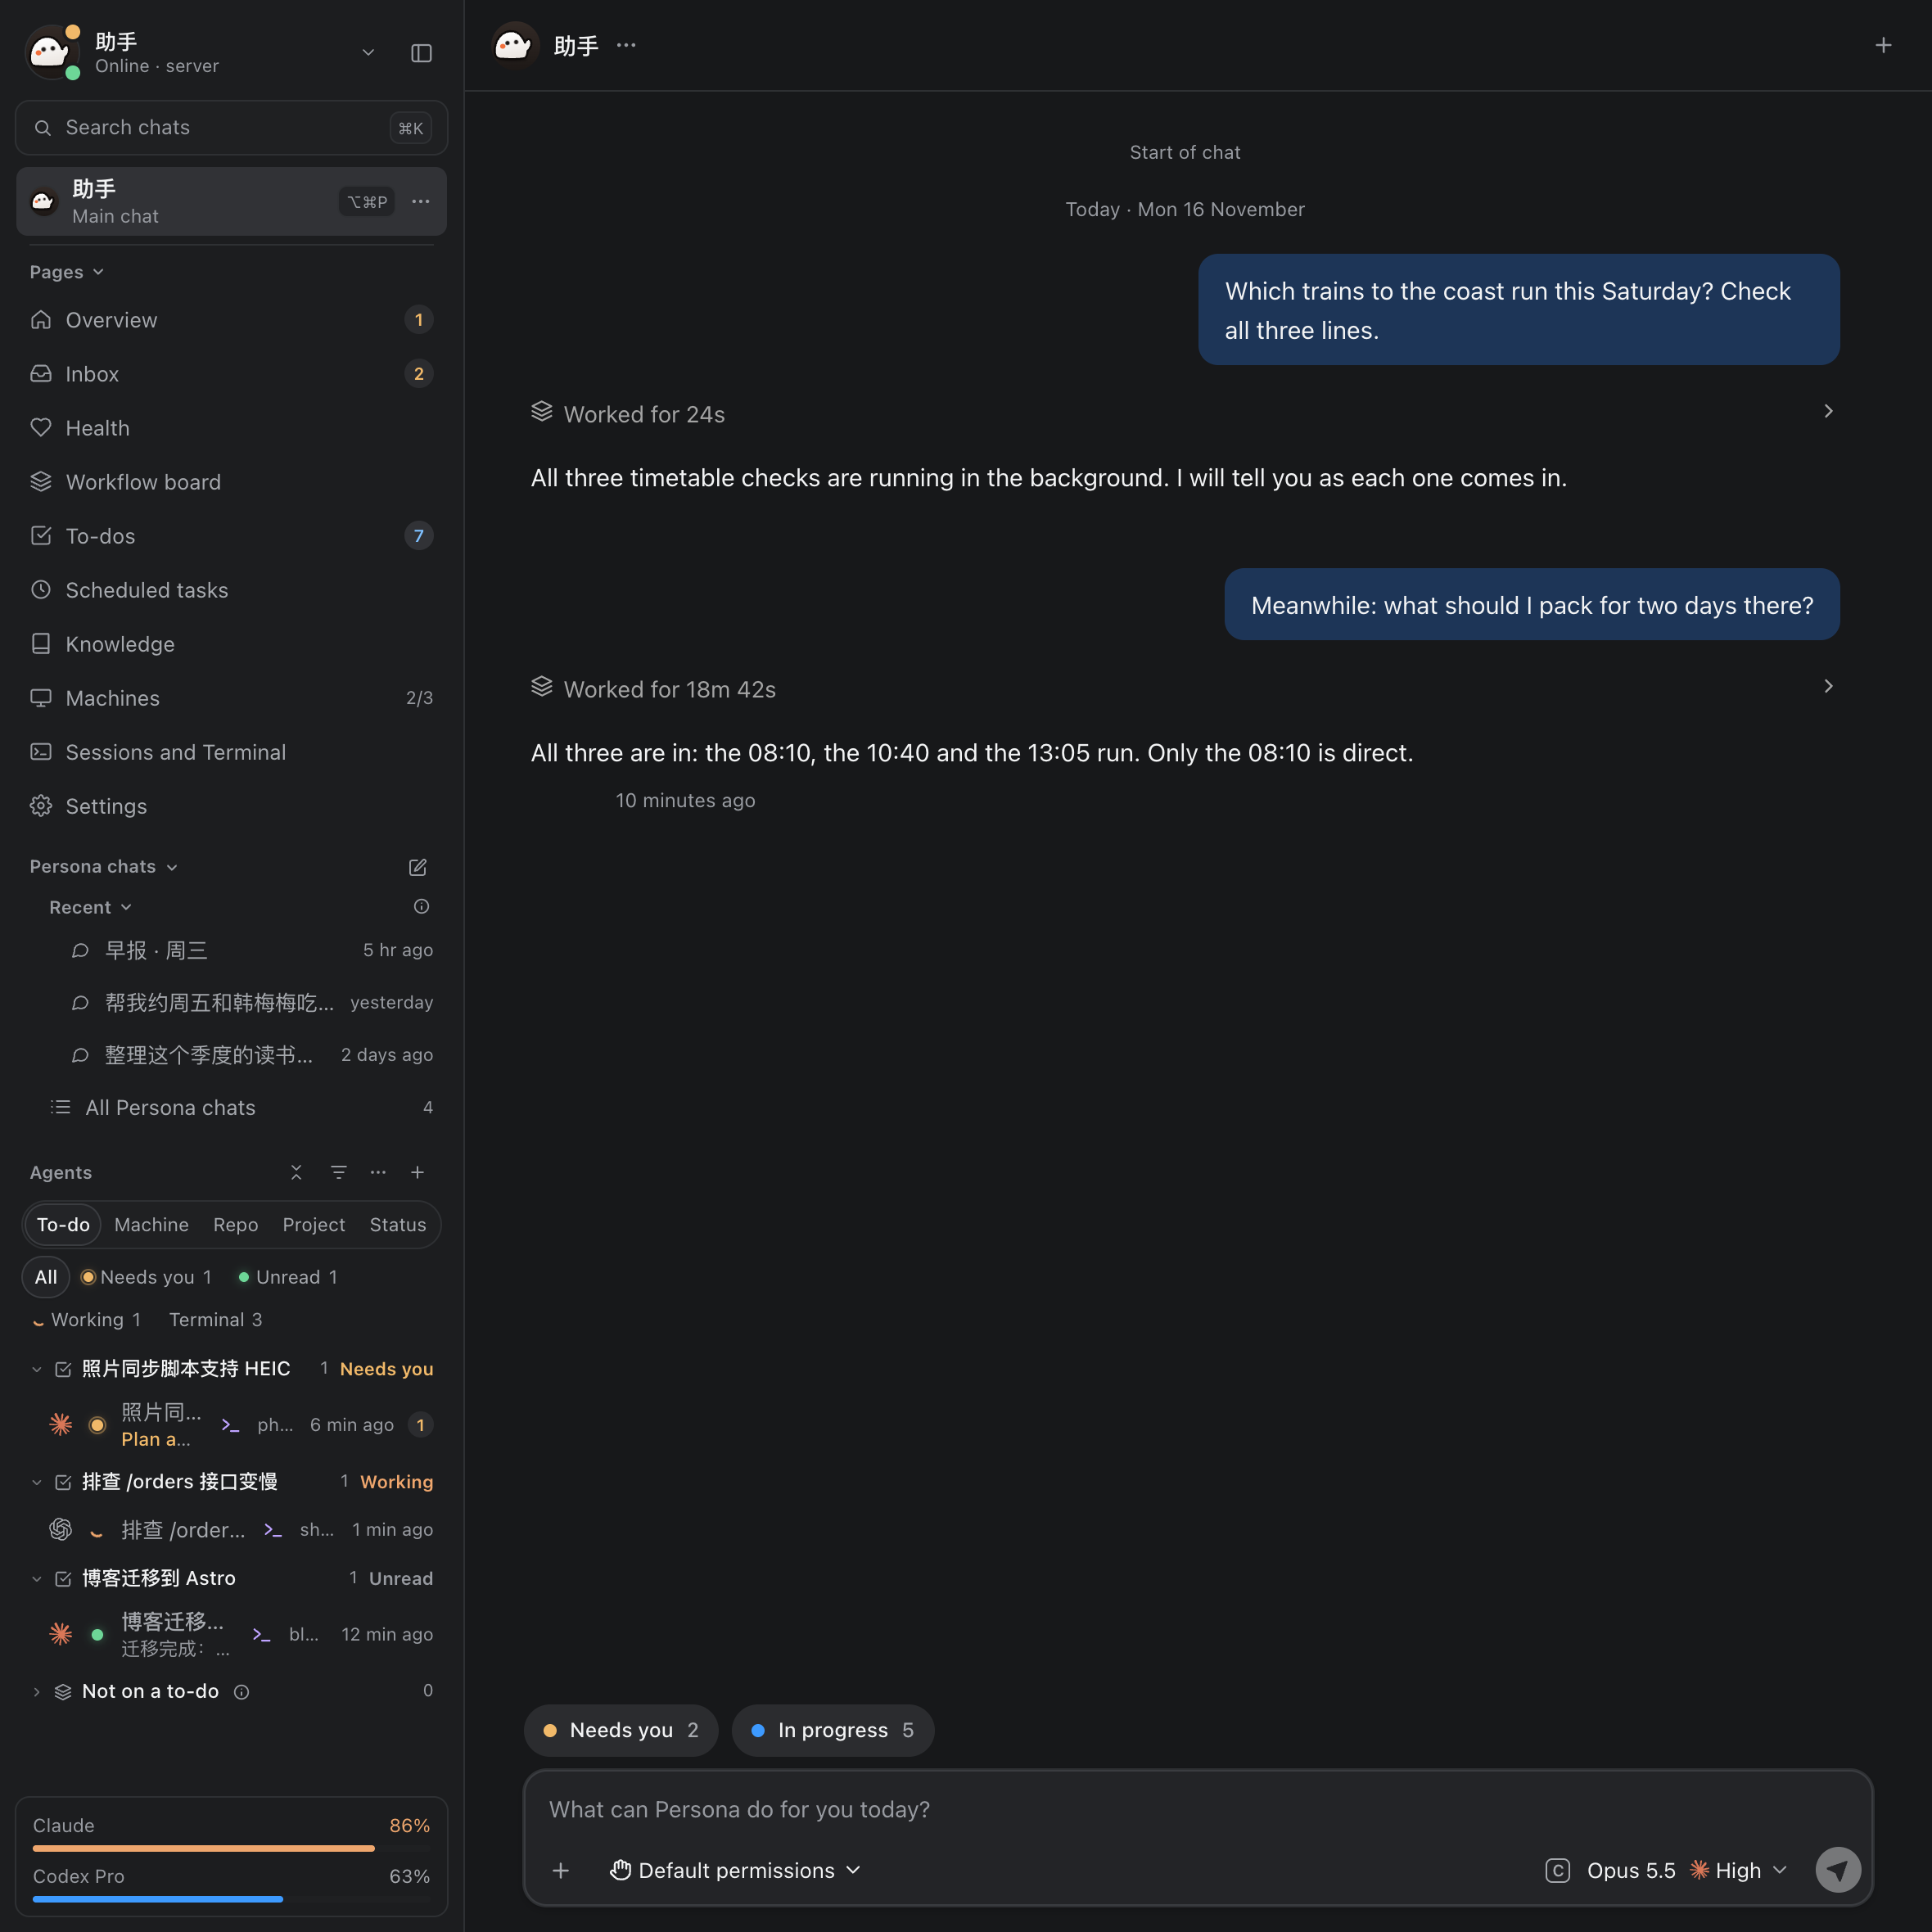 助手
Online · server
Search chats
⌘K
助手
Main chat
⌥⌘P
Pages
Overview
1
Inbox
2
Health
Workflow board
To-dos
7
Scheduled tasks
Knowledge
Machines
2/3
Sessions and Terminal
Settings
Persona chats
Recent
早报 · 周三
5 hr ago
帮我约周五和韩梅梅吃...
yesterday
整理这个季度的读书...
2 days ago
All Persona chats
4
Agents
To-do
Machine
Repo
Project
Status
All
Needs you 1
Unread 1
Working 1
Terminal 3
照片同步脚本支持 HEIC
1 Needs you
照片同...
Plan a...
ph...
6 min ago
1
排查 /orders 接口变慢
1 Working
排查 /order...
sh...
1 min ago
博客迁移到 Astro
1 Unread
博客迁移...
迁移完成：...
bl...
12 min ago
Not on a to-do
0
Claude
86%
Codex Pro
63%
助手
Start of chat
Today · Mon 16 November
Which trains to the coast run this Saturday? Check
all three lines.
Worked for 24s
All three timetable checks are running in the background. I will tell you as each one comes in.
Meanwhile: what should I pack for two days there?
Worked for 18m 42s
All three are in: the 08:10, the 10:40 and the 13:05 run. Only the 08:10 is direct.
10 minutes ago
Needs you 2
In progress 5
What can Persona do for you today?
Default permissions
C
Opus 5.5
High